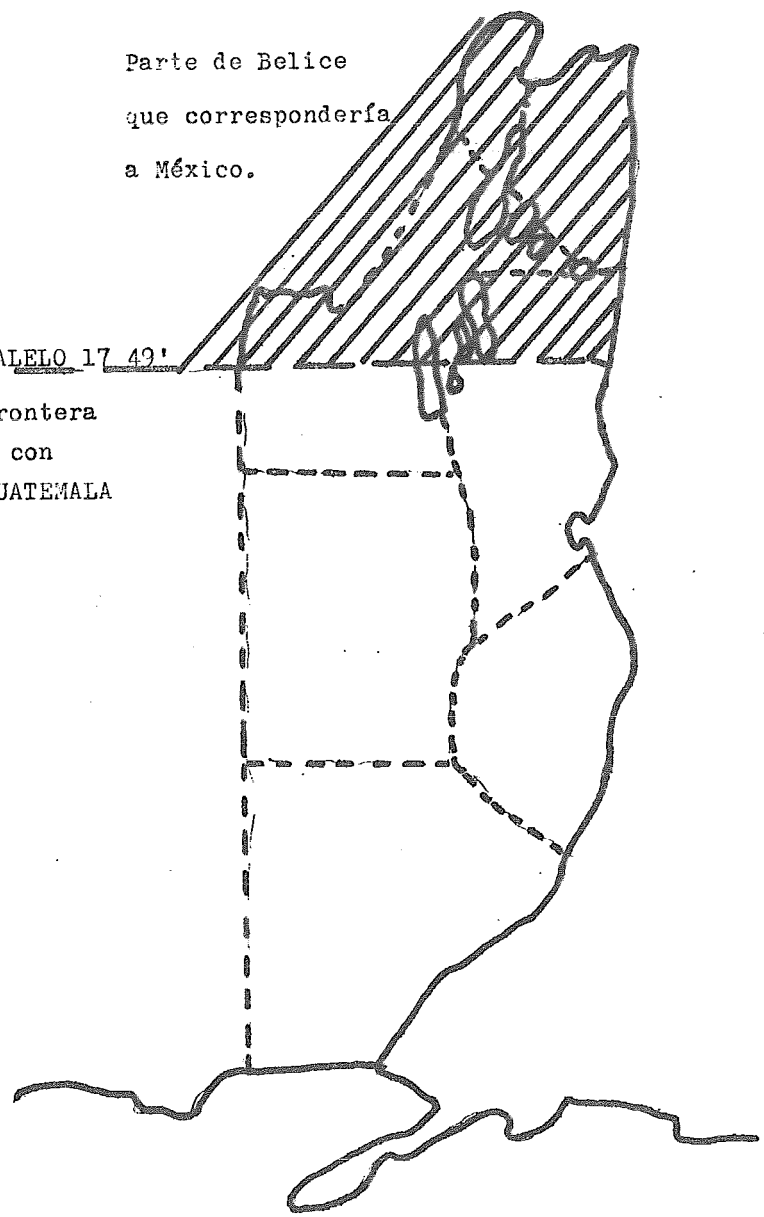 Parte de Belice
que correspondería
a México.
ALELO 17 49'
rontera
con
UATEMALA